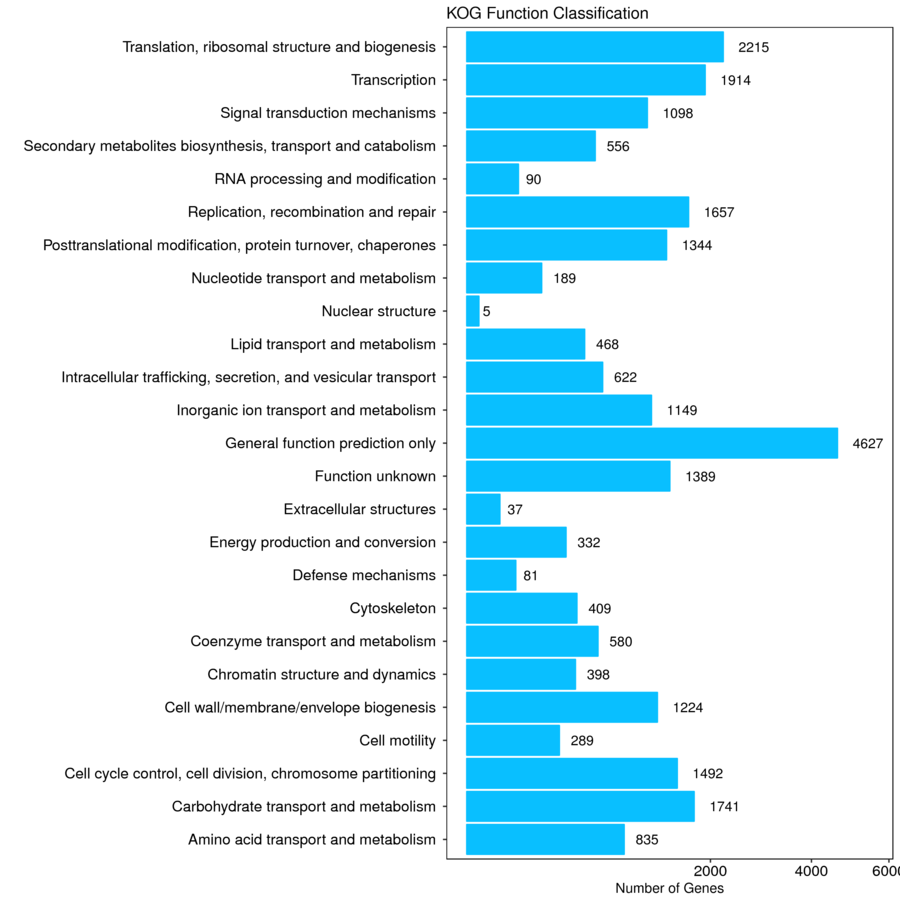 KOG Function Classification
Translation, ribosomal structure and biogenesis 2215
Transcription 1914
Signal transduction mechanisms 1098
Secondary metabolites biosynthesis, transport and catabolism 556
RNA processing and modification 90
Replication, recombination and repair 1657
Posttranslational modification, protein turnover, chaperones 1344
Nucleotide transport and metabolism 189
Nuclear structure 5
Lipid transport and metabolism 468
Intracellular trafficking, secretion, and vesicular transport 622
Inorganic ion transport and metabolism 1149
General function prediction only 4627
Function unknown 1389
Extracellular structures 37
Energy production and conversion 332
Defense mechanisms 81
Cytoskeleton 409
Coenzyme transport and metabolism 580
Chromatin structure and dynamics 398
Cell wall/membrane/envelope biogenesis 1224
Cell motility 289
Cell cycle control, cell division, chromosome partitioning 1492
Carbohydrate transport and metabolism 1741
Amino acid transport and metabolism 835
2000 4000 6000
Number of Genes